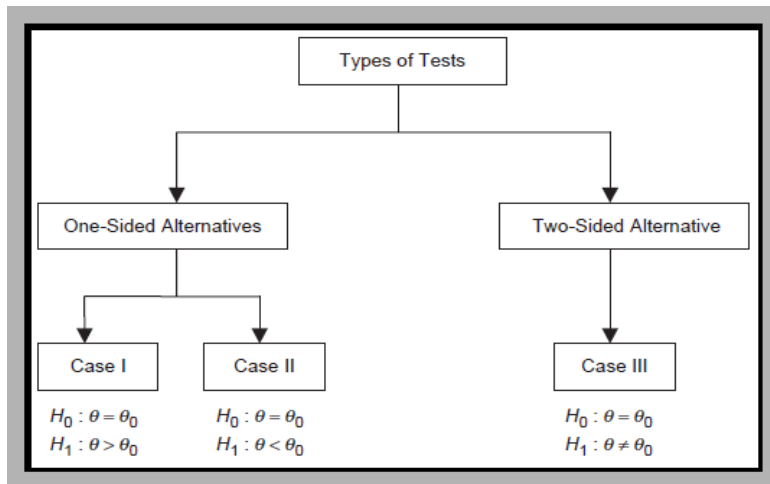 Types of Tests
One-Sided Alternatives
Two-Sided Alternative
Case I
Case II
Case III
H₀ : θ = θ₀
H₁ : θ > θ₀
H₀ : θ = θ₀
H₁ : θ < θ₀
H₀ : θ = θ₀
H₁ : θ ≠ θ₀